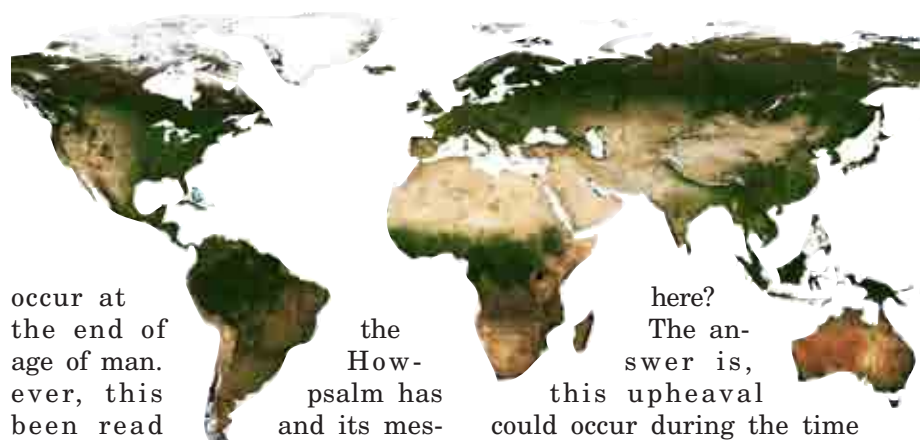 occur at
the end of the
age of man. How-
ever, this psalm has
been read and its mes-
here?
The an-
swer is,
this upheaval
could occur during the time